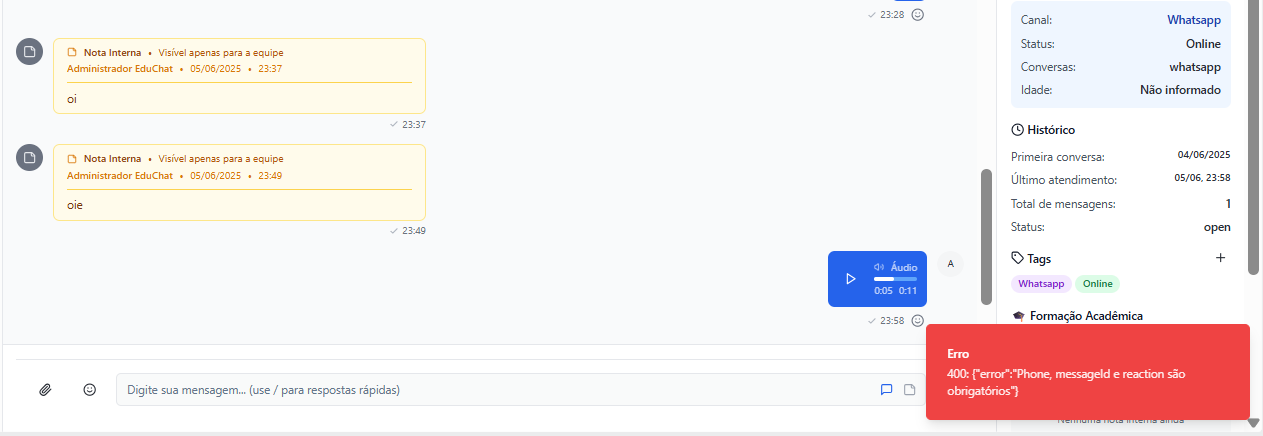 23:28
Nota Interna • Visível apenas para a equipe
Administrador EduChat • 05/06/2025 • 23:37
oi
23:37
Nota Interna • Visível apenas para a equipe
Administrador EduChat • 05/06/2025 • 23:49
oie
23:49
Áudio
0:05 0:11
A
23:58
Digite sua mensagem... (use / para respostas rápidas)
Canal: Whatsapp
Status: Online
Conversas: whatsapp
Idade: Não informado
Histórico
Primeira conversa: 04/06/2025
Último atendimento: 05/06, 23:58
Total de mensagens: 1
Status: open
Tags
Whatsapp Online
Formação Acadêmica
Erro
400: {"error":"Phone, messageId e reaction são
obrigatórios"}
Nenhuma nota interna ainda